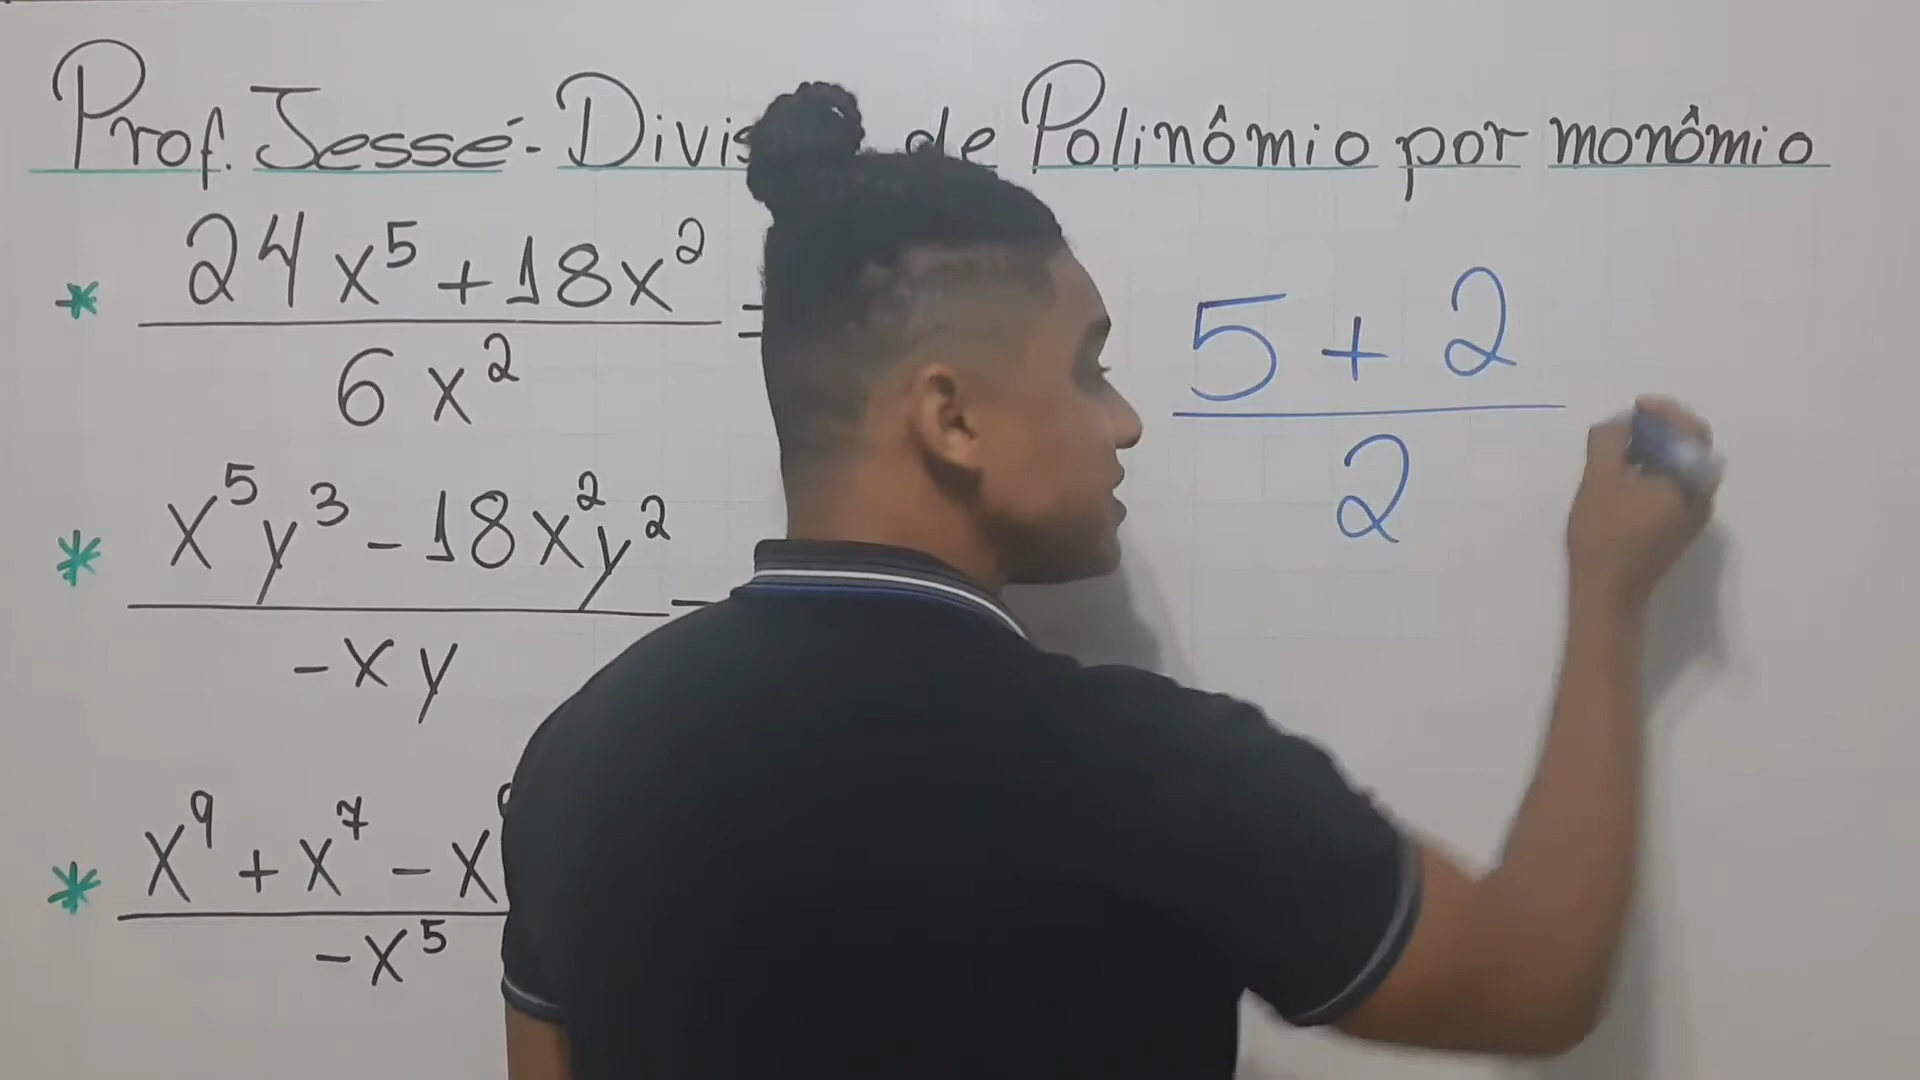 Prof. Jessé - Divis de Polinômio por monômio
* 24x⁵ + 18x² =
6x²
* x⁵y³ - 18x²y²
-xy
* x⁹ + x⁷ - x
-x⁵
5 + 2
2